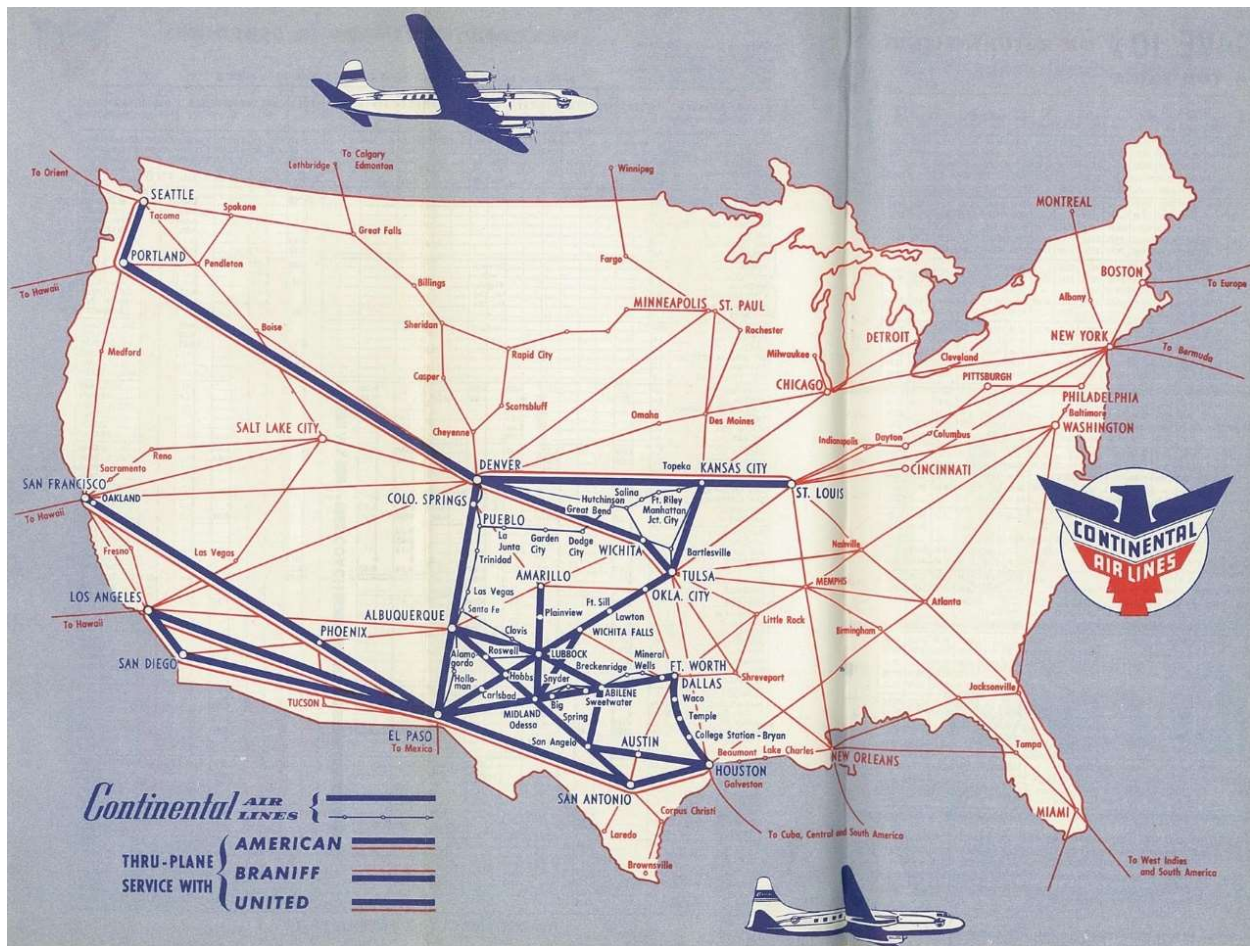 To Orient
SEATTLE
Tacoma
Spokane
Lethbridge
To Calgary
Edmonton
Winnipeg
Great Falls
PORTLAND
Pendleton
To Hawaii
Fargo
Billings
MONTREAL
BOSTON
To Europe
Albany
MINNEAPOLIS
ST. PAUL
Sheridan
Boise
Rochester
DETROIT
NEW YORK
To Bermuda
Medford
Rapid City
Milwaukee
Cleveland
Casper
CHICAGO
PITTSBURGH
PHILADELPHIA
Baltimore
WASHINGTON
Scottsbluff
Omaha
Des Moines
SALT LAKE CITY
Cheyenne
Indianapolis
Dayton
Columbus
Reno
Sacramento
DENVER
Topeka
KANSAS CITY
CINCINNATI
SAN FRANCISCO
OAKLAND
COLO. SPRINGS
Salina
Hutchinson
Great Bend
Ft. Riley
Manhattan
Jct. City
ST. LOUIS
To Hawaii
PUEBLO
La
Junta
Garden
City
Dodge
City
WICHITA
Fresno
Las Vegas
Trinidad
Bartlesville
Nashville
CONTINENTAL
AIR LINES
AMARILLO
TULSA
MEMPHIS
LOS ANGELES
Las Vegas
Santa Fe
OKLA. CITY
Ft. Sill
Lawton
Plainview
Atlanta
To Hawaii
ALBUQUERQUE
PHOENIX
Clovis
WICHITA FALLS
Little Rock
Birmingham
SAN DIEGO
Alamo
gordo
Roswell
LUBBOCK
Breckenridge
Mineral
Wells
FT. WORTH
DALLAS
Hollo-
man
Hobbs
Snyder
Shreveport
TUCSON
Carlsbad
ABILENE
Sweetwater
Waco
Jacksonville
MIDLAND
Odessa
Big
Spring
Temple
EL PASO
To Mexico
San Angelo
AUSTIN
College Station - Bryan
Beaumont
Lake Charles
NEW ORLEANS
Tampa
HOUSTON
Galveston
SAN ANTONIO
Corpus Christi
MIAMI
Laredo
To Cuba, Central and South America
Brownsville
To West Indies
and South America
Continental AIR
LINES
THRU-PLANE
SERVICE WITH
AMERICAN
BRANIFF
UNITED